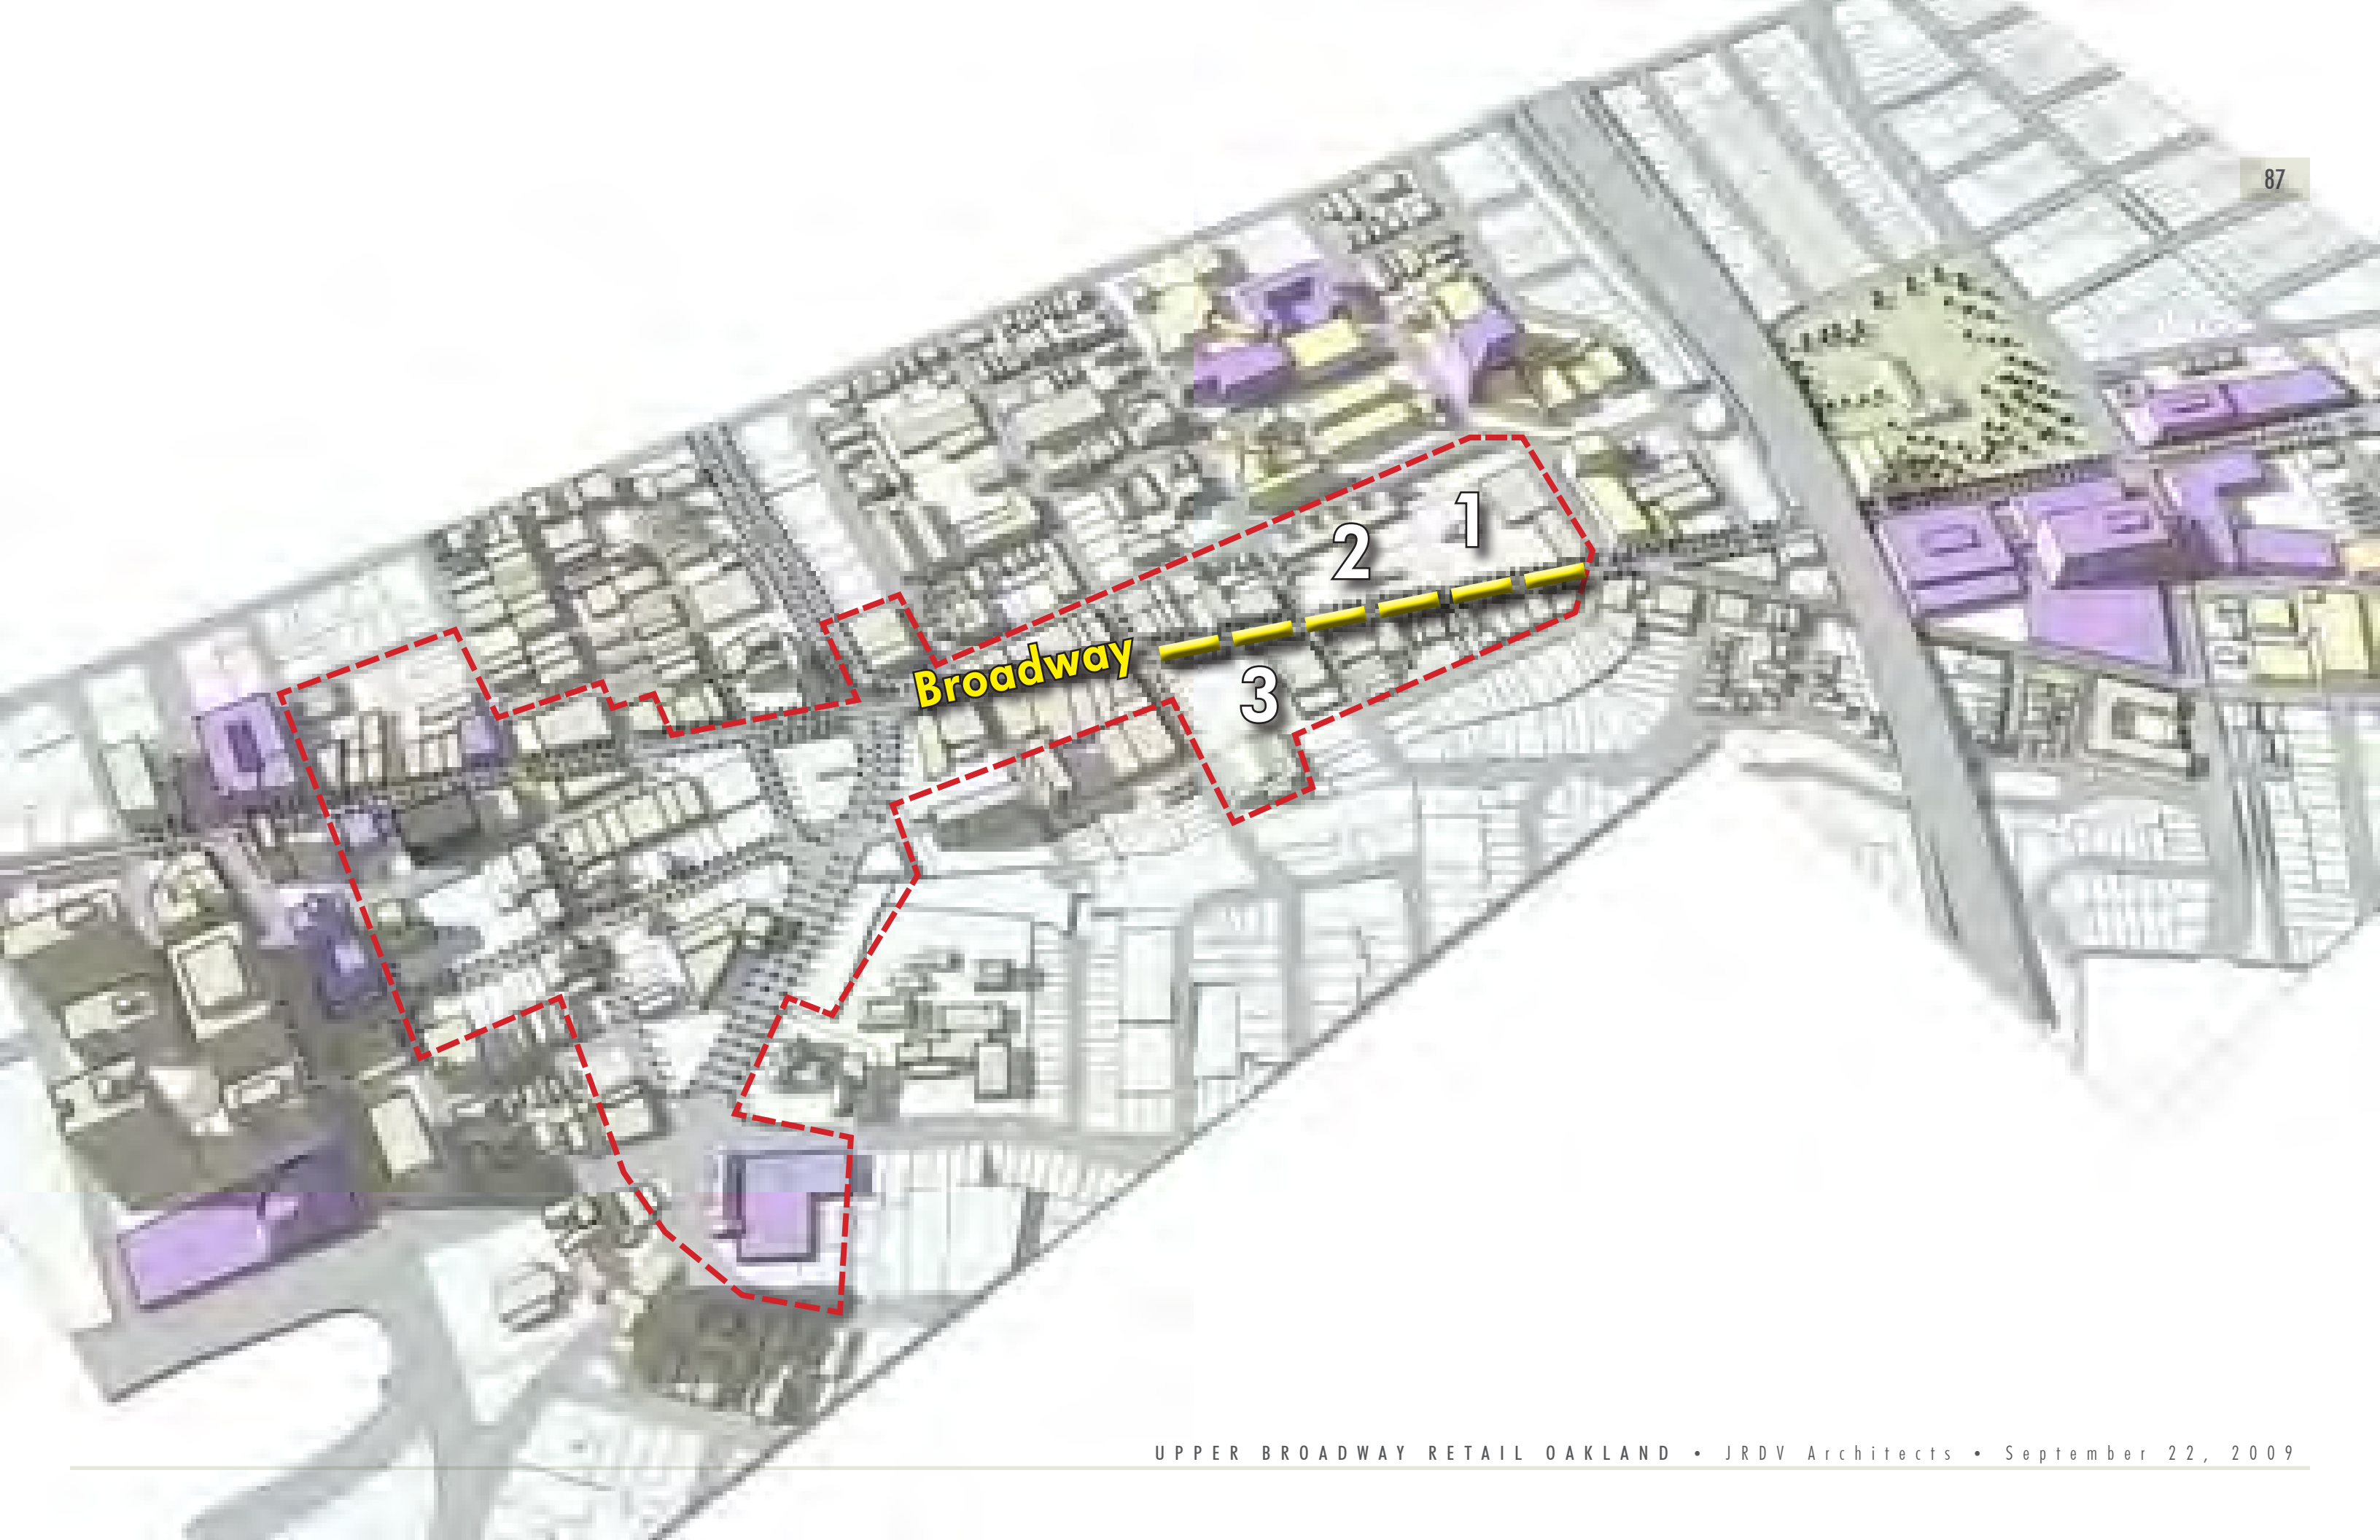 87
1
2
Broadway
3
UPPER BROADWAY RETAIL OAKLAND • JRDV Architects • September 22, 2009